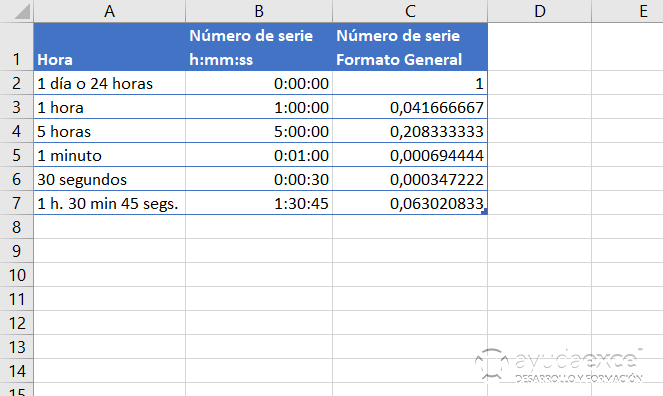 A B C D E
Número de serie Número de serie
1 Hora h:mm:ss Formato General
2 1 día o 24 horas 0:00:00 1
3 1 hora 1:00:00 0,041666667
4 5 horas 5:00:00 0,208333333
5 1 minuto 0:01:00 0,000694444
6 30 segundos 0:00:30 0,000347222
7 1 h. 30 min 45 segs. 1:30:45 0,063020833
8
9
10
11
12
13
14
15
ayudaexcel
DESARROLLO Y FORMACIÓN